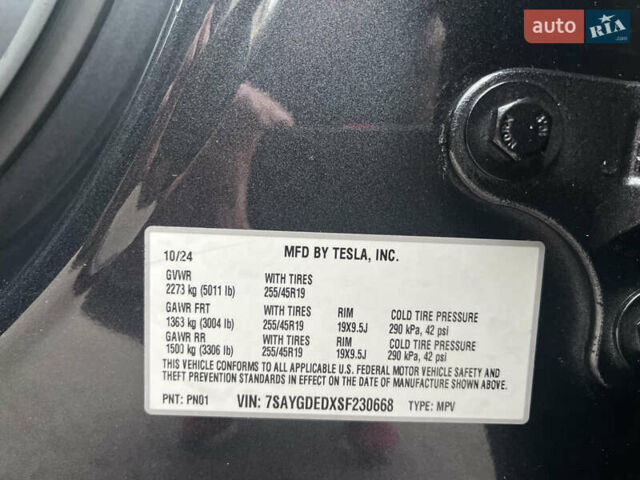 auto RIA.com
10/24 MFD BY TESLA, INC.
GVWR WITH TIRES
2273 kg (5011 lb) 255/45R19
GAWR FRT WITH TIRES RIM COLD TIRE PRESSURE
1363 kg (3004 lb) 255/45R19 19X9.5J 290 kPa, 42 psi
GAWR RR WITH TIRES RIM COLD TIRE PRESSURE
1500 kg (3306 lb) 255/45R19 19X9.5J 290 kPa, 42 psi
THIS VEHICLE CONFORMS TO ALL APPLICABLE U.S. FEDERAL MOTOR VEHICLE SAFETY AND
THEFT PREVENTION STANDARDS IN EFFECT ON THE DATE OF MANUFACTURE SHOWN ABOVE.
PNT: PN01 VIN: 7SAYGDEDXSF230668 TYPE: MPV